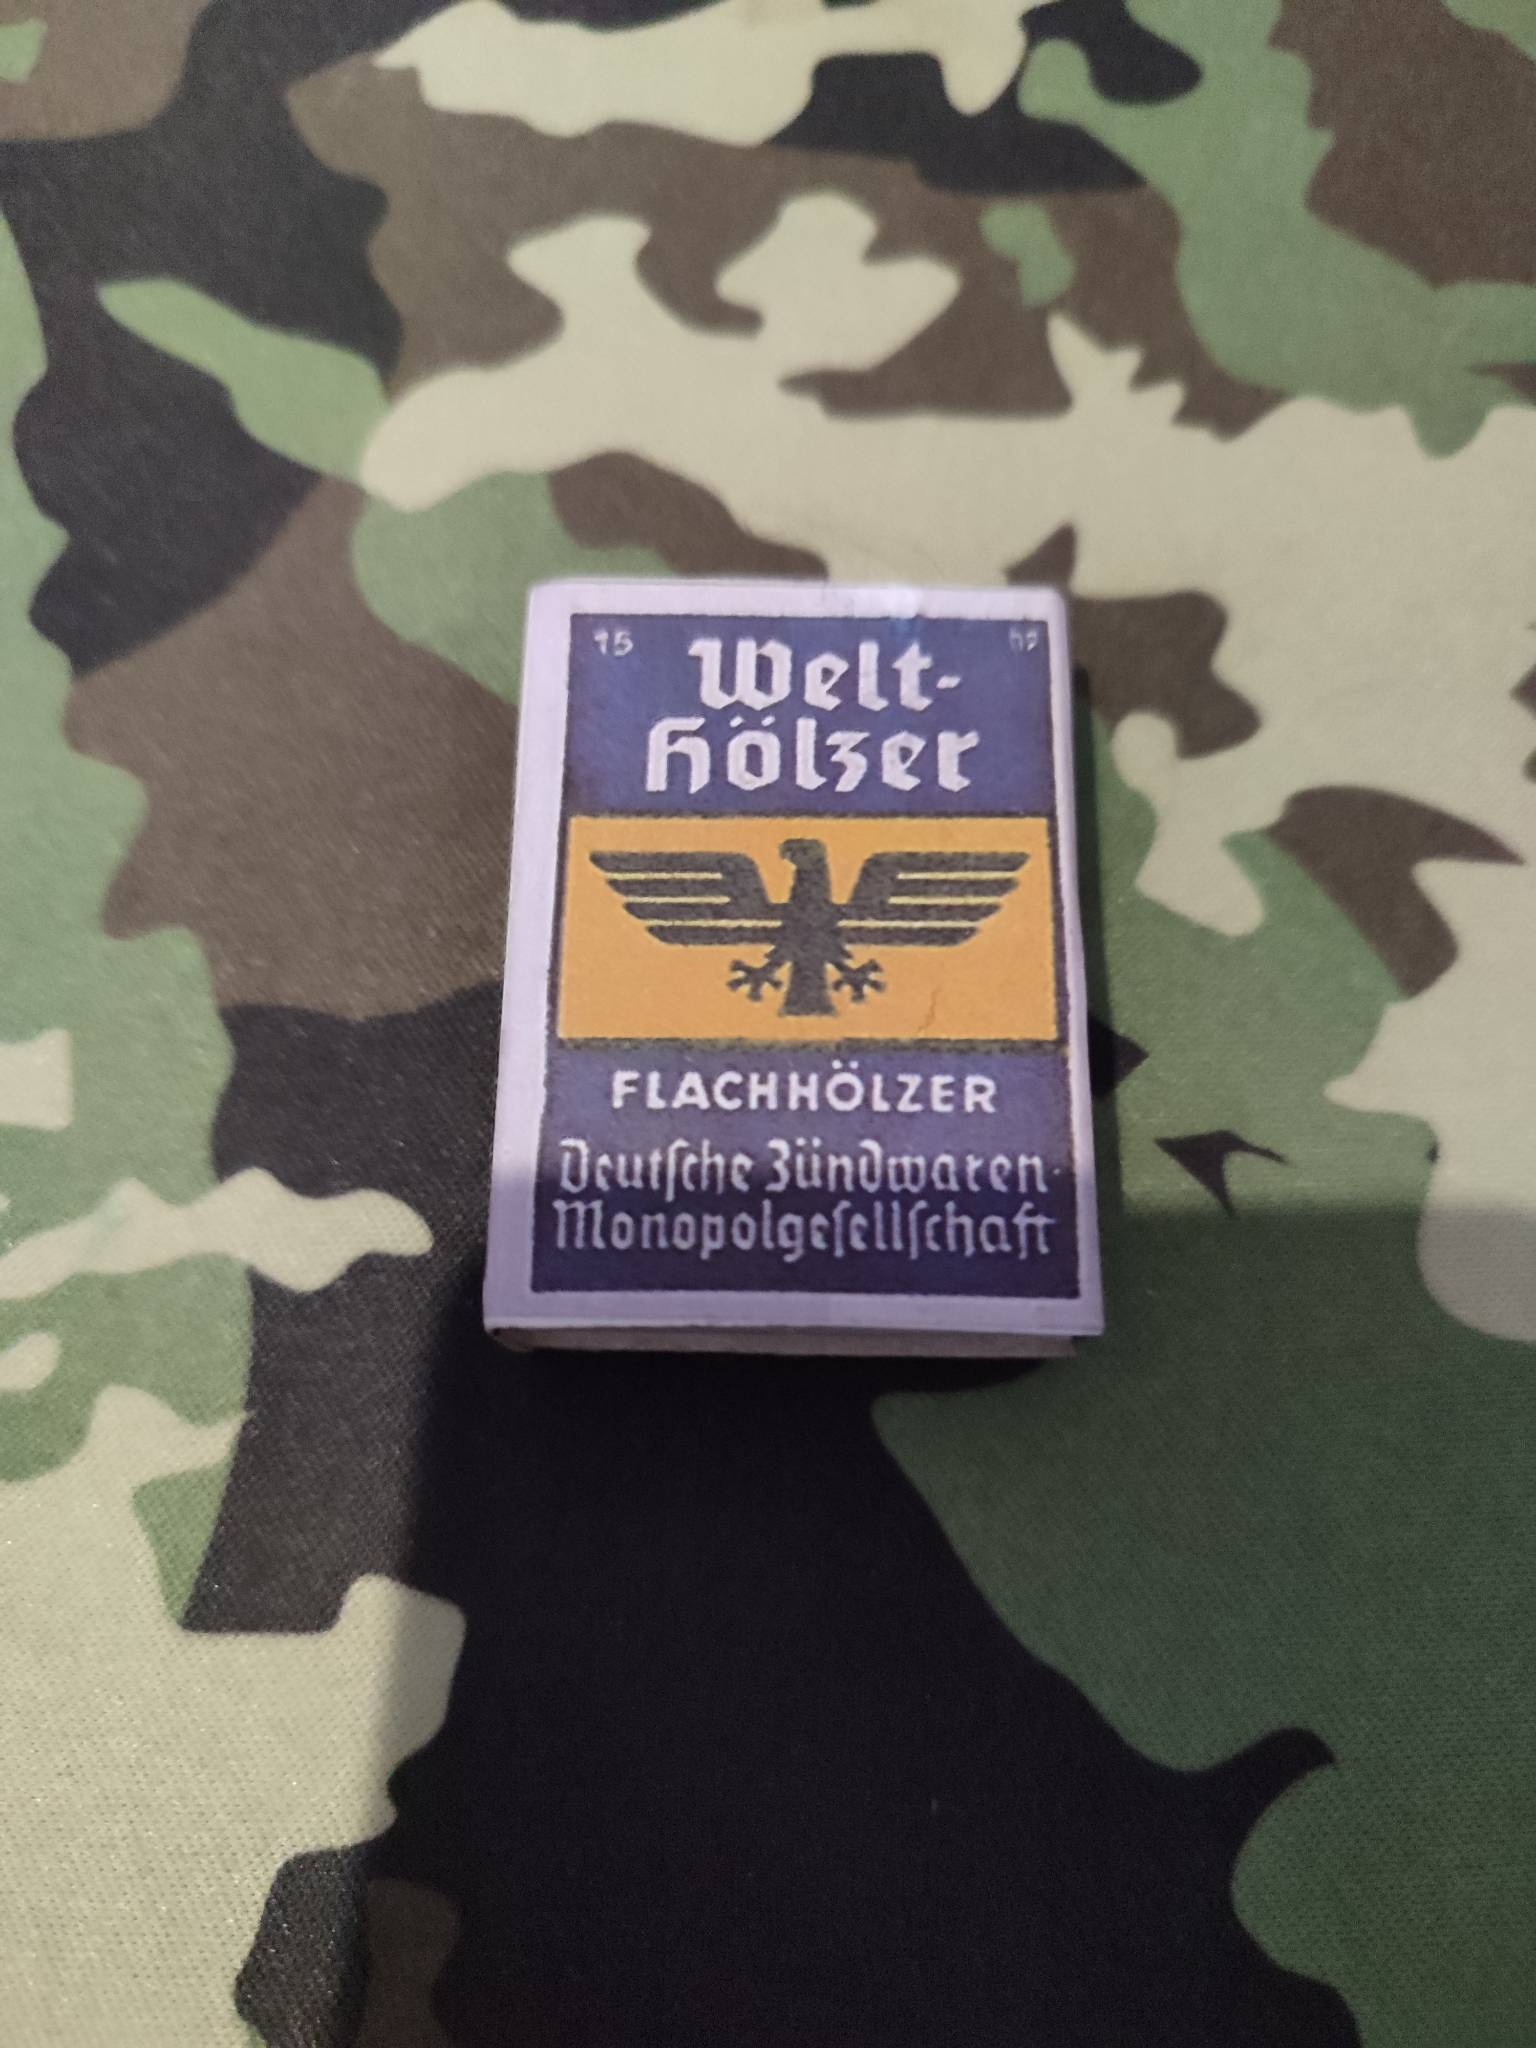 15
Welt-
Hölzer
FLACHHÖLZER
Deutſche Zündwaren-
Monopolgeſellſchaft